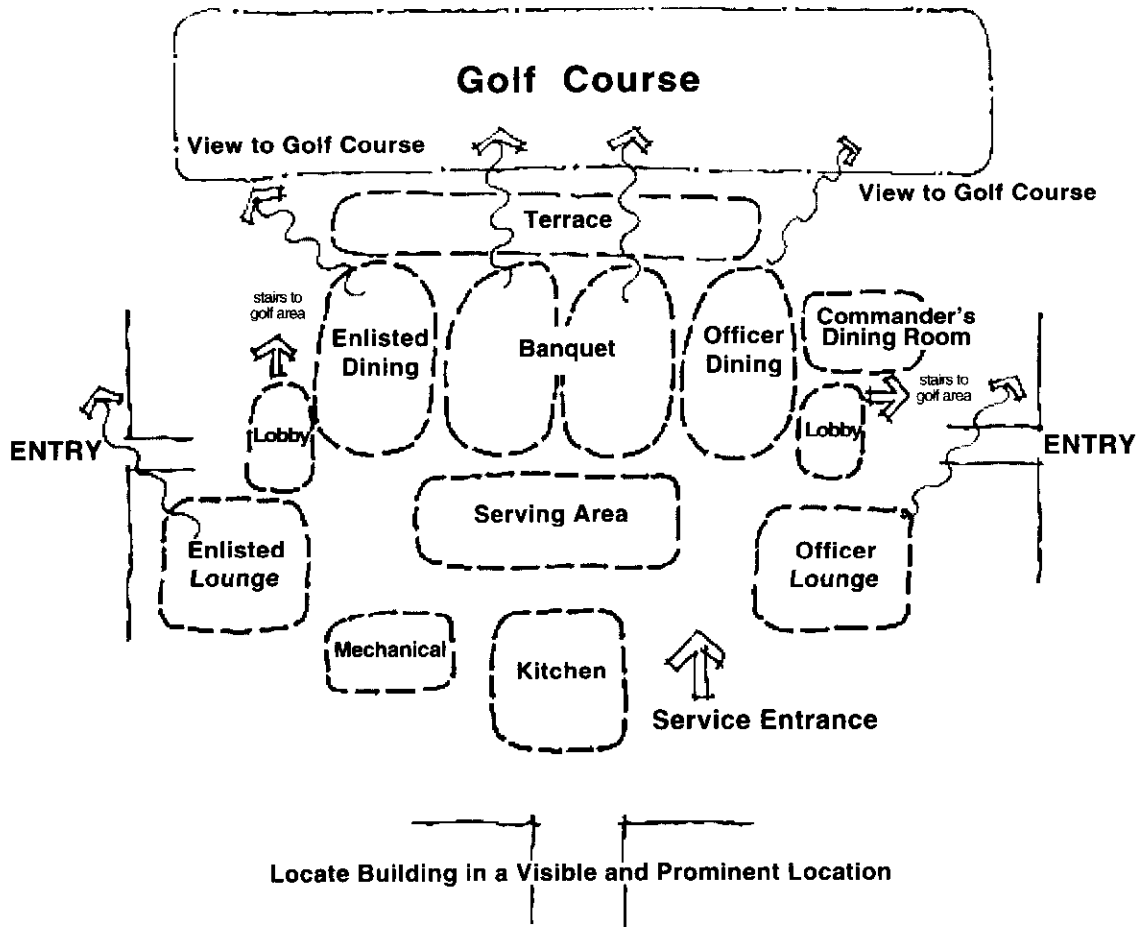 Golf Course
View to Golf Course
View to Golf Course
Terrace
stairs to
golf area
Enlisted
Dining
Banquet
Officer
Dining
Commander's
Dining Room
stairs to
golf area
Lobby
Lobby
ENTRY
ENTRY
Serving Area
Enlisted
Lounge
Officer
Lounge
Mechanical
Kitchen
Service Entrance
Locate Building in a Visible and Prominent Location